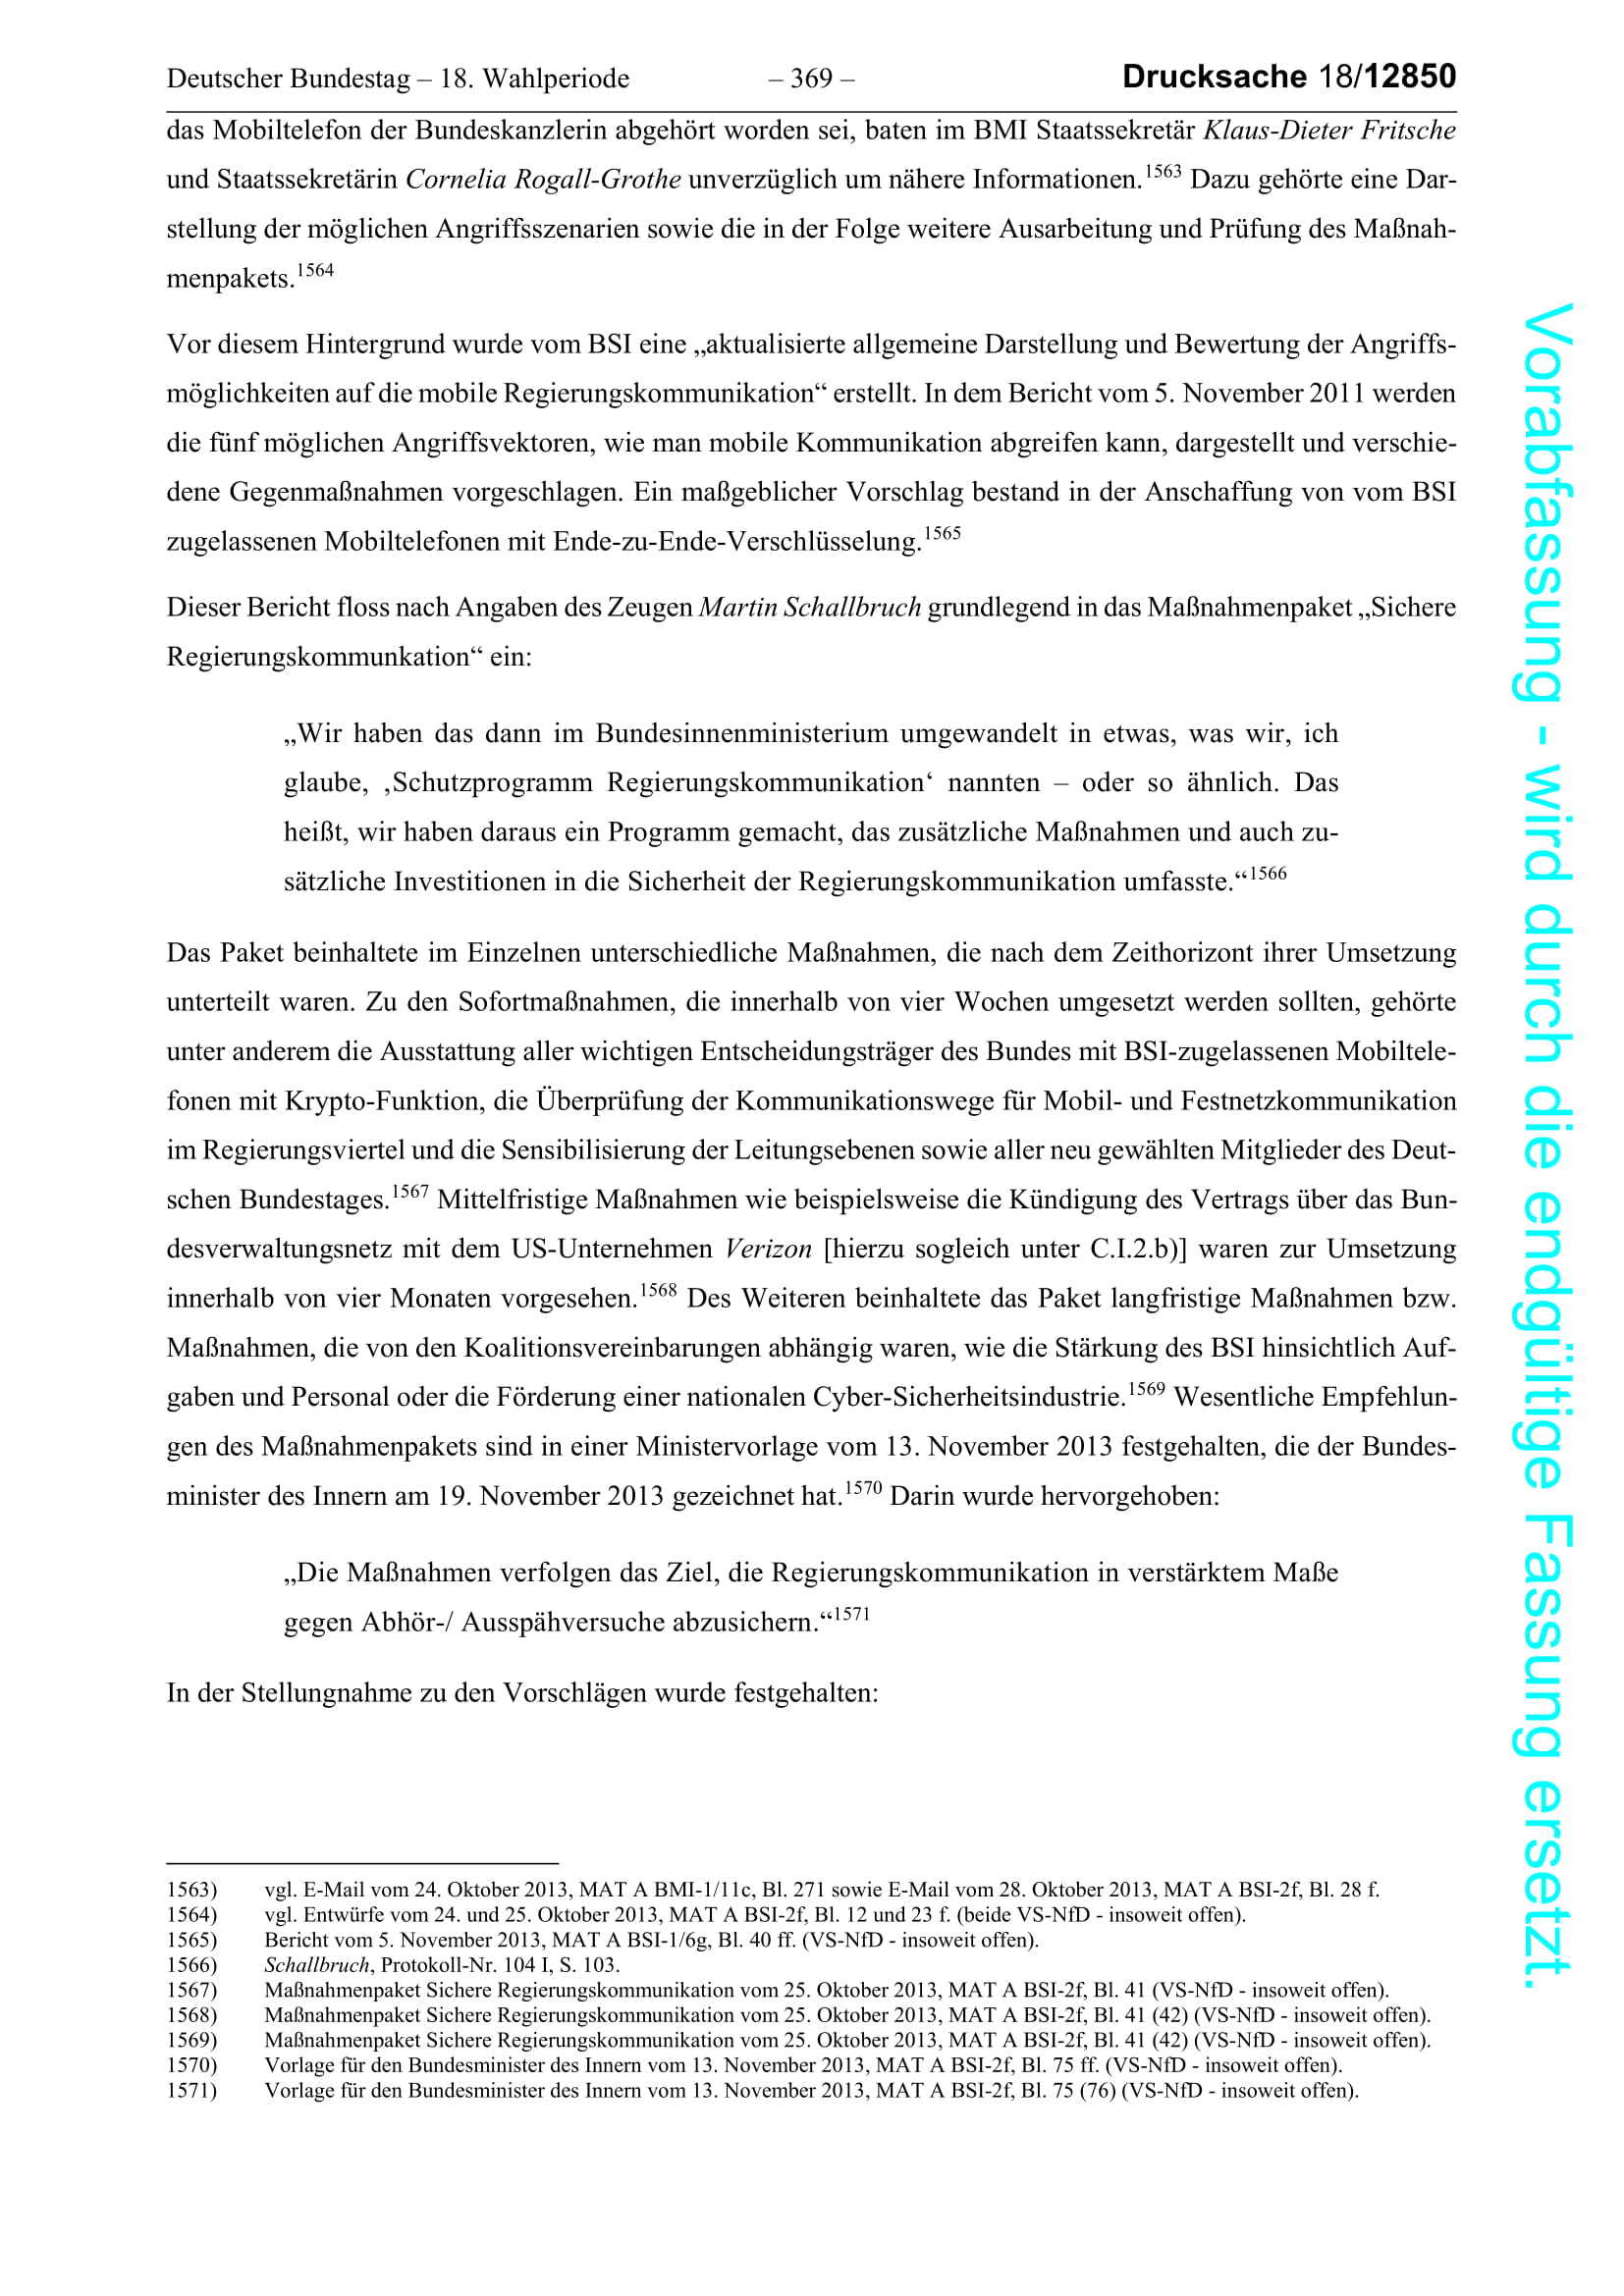 Deutscher Bundestag – 18. Wahlperiode – 369 – Drucksache 18/12850
das Mobiltelefon der Bundeskanzlerin abgehört worden sei, baten im BMI Staatssekretär Klaus-Dieter Fritsche
und Staatssekretärin Cornelia Rogall-Grothe unverzüglich um nähere Informationen.1563 Dazu gehörte eine Dar-
stellung der möglichen Angriffsszenarien sowie die in der Folge weitere Ausarbeitung und Prüfung des Maßnah-
menpakets.1564
Vor diesem Hintergrund wurde vom BSI eine „aktualisierte allgemeine Darstellung und Bewertung der Angriffs-
möglichkeiten auf die mobile Regierungskommunikation“ erstellt. In dem Bericht vom 5. November 2011 werden
die fünf möglichen Angriffsvektoren, wie man mobile Kommunikation abgreifen kann, dargestellt und verschie-
dene Gegenmaßnahmen vorgeschlagen. Ein maßgeblicher Vorschlag bestand in der Anschaffung von vom BSI
zugelassenen Mobiltelefonen mit Ende-zu-Ende-Verschlüsselung.1565
Dieser Bericht floss nach Angaben des Zeugen Martin Schallbruch grundlegend in das Maßnahmenpaket „Sichere
Regierungskommunkation“ ein:
„Wir haben das dann im Bundesinnenministerium umgewandelt in etwas, was wir, ich
glaube, ‚Schutzprogramm Regierungskommunikation‘ nannten – oder so ähnlich. Das
heißt, wir haben daraus ein Programm gemacht, das zusätzliche Maßnahmen und auch zu-
sätzliche Investitionen in die Sicherheit der Regierungskommunikation umfasste.“1566
Das Paket beinhaltete im Einzelnen unterschiedliche Maßnahmen, die nach dem Zeithorizont ihrer Umsetzung
unterteilt waren. Zu den Sofortmaßnahmen, die innerhalb von vier Wochen umgesetzt werden sollten, gehörte
unter anderem die Ausstattung aller wichtigen Entscheidungsträger des Bundes mit BSI-zugelassenen Mobiltele-
fonen mit Krypto-Funktion, die Überprüfung der Kommunikationswege für Mobil- und Festnetzkommunikation
im Regierungsviertel und die Sensibilisierung der Leitungsebenen sowie aller neu gewählten Mitglieder des Deut-
schen Bundestages.1567 Mittelfristige Maßnahmen wie beispielsweise die Kündigung des Vertrags über das Bun-
desverwaltungsnetz mit dem US-Unternehmen Verizon [hierzu sogleich unter C.I.2.b)] waren zur Umsetzung
innerhalb von vier Monaten vorgesehen.1568 Des Weiteren beinhaltete das Paket langfristige Maßnahmen bzw.
Maßnahmen, die von den Koalitionsvereinbarungen abhängig waren, wie die Stärkung des BSI hinsichtlich Auf-
gaben und Personal oder die Förderung einer nationalen Cyber-Sicherheitsindustrie.1569 Wesentliche Empfehlun-
gen des Maßnahmenpakets sind in einer Ministervorlage vom 13. November 2013 festgehalten, die der Bundes-
minister des Innern am 19. November 2013 gezeichnet hat.1570 Darin wurde hervorgehoben:
„Die Maßnahmen verfolgen das Ziel, die Regierungskommunikation in verstärktem Maße
gegen Abhör-/ Ausspähversuche abzusichern.“1571
In der Stellungnahme zu den Vorschlägen wurde festgehalten:
1563) vgl. E-Mail vom 24. Oktober 2013, MAT A BMI-1/11c, Bl. 271 sowie E-Mail vom 28. Oktober 2013, MAT A BSI-2f, Bl. 28 f.
1564) vgl. Entwürfe vom 24. und 25. Oktober 2013, MAT A BSI-2f, Bl. 12 und 23 f. (beide VS-NfD - insoweit offen).
1565) Bericht vom 5. November 2013, MAT A BSI-1/6g, Bl. 40 ff. (VS-NfD - insoweit offen).
1566) Schallbruch, Protokoll-Nr. 104 I, S. 103.
1567) Maßnahmenpaket Sichere Regierungskommunikation vom 25. Oktober 2013, MAT A BSI-2f, Bl. 41 (VS-NfD - insoweit offen).
1568) Maßnahmenpaket Sichere Regierungskommunikation vom 25. Oktober 2013, MAT A BSI-2f, Bl. 41 (42) (VS-NfD - insoweit offen).
1569) Maßnahmenpaket Sichere Regierungskommunikation vom 25. Oktober 2013, MAT A BSI-2f, Bl. 41 (42) (VS-NfD - insoweit offen).
1570) Vorlage für den Bundesminister des Innern vom 13. November 2013, MAT A BSI-2f, Bl. 75 ff. (VS-NfD - insoweit offen).
1571) Vorlage für den Bundesminister des Innern vom 13. November 2013, MAT A BSI-2f, Bl. 75 (76) (VS-NfD - insoweit offen).
Vorabfassung - wird durch die endgültige Fassung ersetzt.